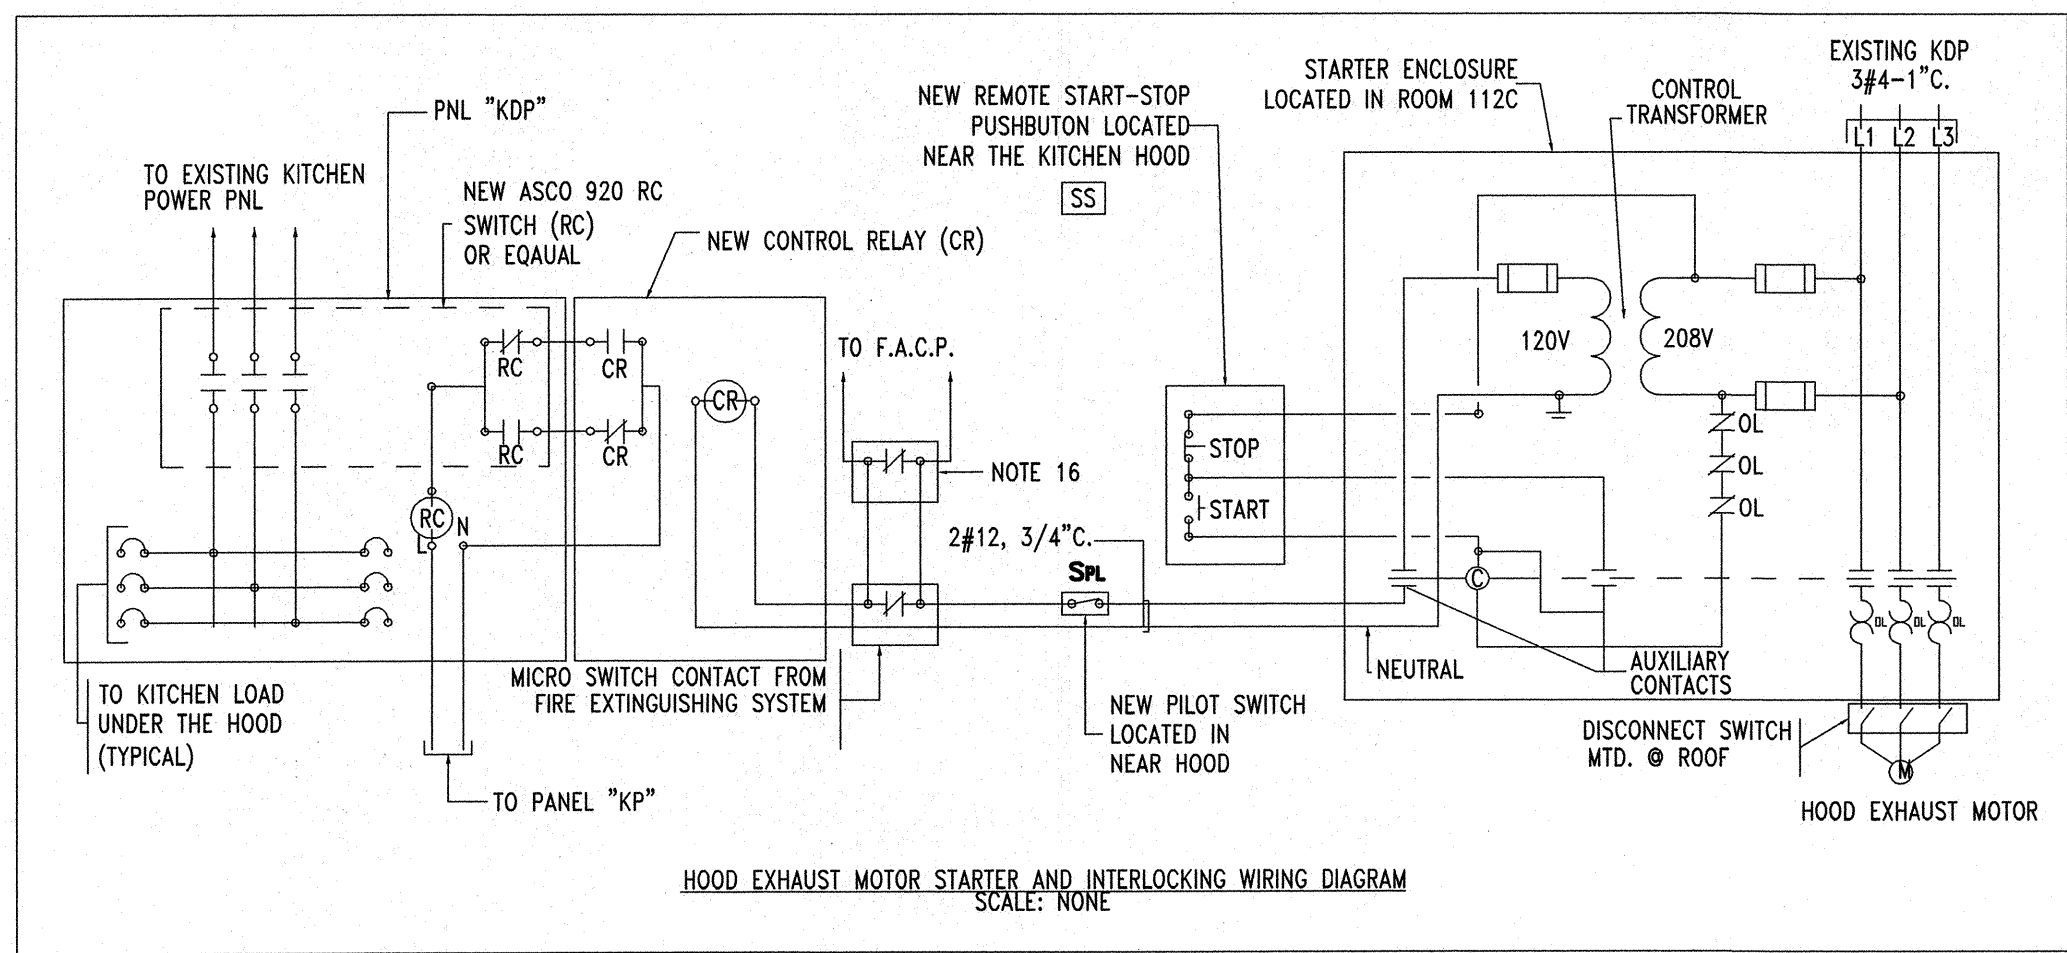 EXISTING KDP
3#4-1"C.
L1 L2 L3
STARTER ENCLOSURE
LOCATED IN ROOM 112C
CONTROL
TRANSFORMER
NEW REMOTE START-STOP
PUSHBUTON LOCATED
NEAR THE KITCHEN HOOD
SS
PNL "KDP"
TO EXISTING KITCHEN
POWER PNL
NEW ASCO 920 RC
SWITCH (RC)
OR EQAUAL
NEW CONTROL RELAY (CR)
RC
CR
RC
CR
CR
RC
N
L
TO F.A.C.P.
NOTE 16
2#12, 3/4"C.
SPL
STOP
START
120V
208V
OL
OL
OL
C
OL
OL
OL
NEUTRAL
AUXILIARY
CONTACTS
MICRO SWITCH CONTACT FROM
FIRE EXTINGUISHING SYSTEM
TO KITCHEN LOAD
UNDER THE HOOD
(TYPICAL)
NEW PILOT SWITCH
LOCATED IN
NEAR HOOD
DISCONNECT SWITCH
MTD. @ ROOF
M
TO PANEL "KP"
HOOD EXHAUST MOTOR
HOOD EXHAUST MOTOR STARTER AND INTERLOCKING WIRING DIAGRAM
SCALE: NONE